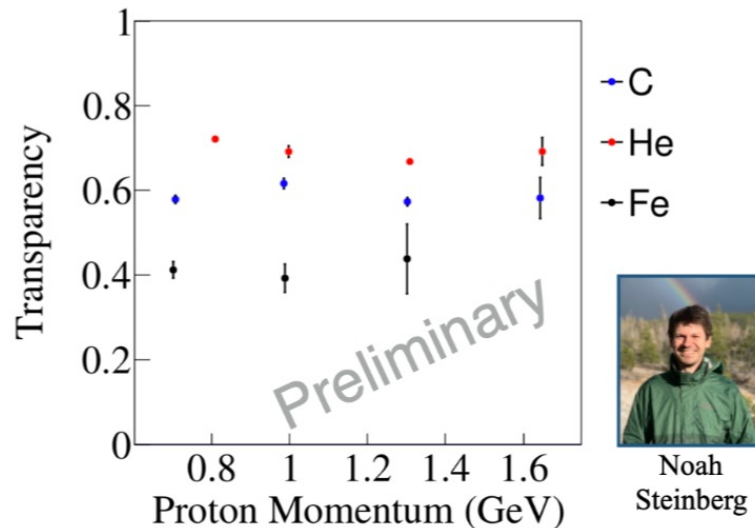 1
0.8
0.6
0.4
0.2
0
Transparency
0.8 1 1.2 1.4 1.6
Proton Momentum (GeV)
Preliminary
C
He
Fe
Noah
Steinberg